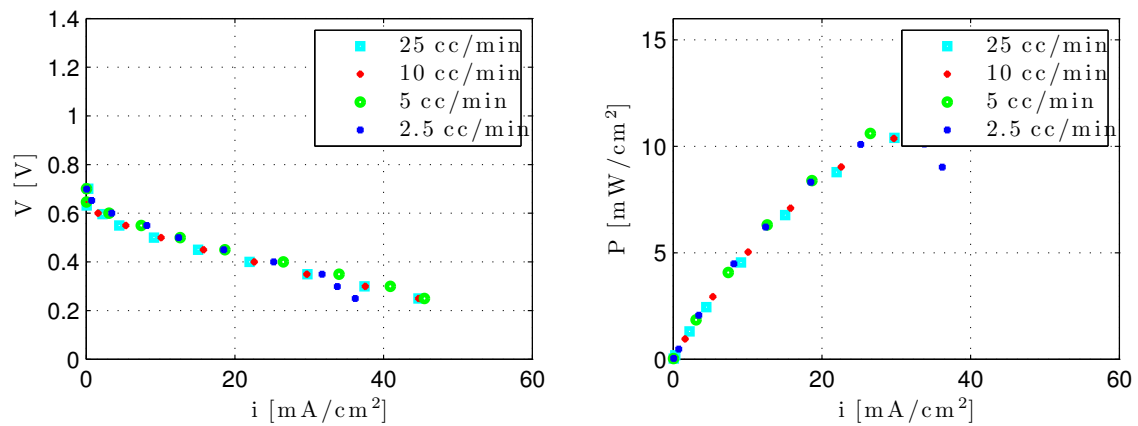 1.4
1.2
1
0.8
0.6
0.4
0.2
0
V [V]
0 20 40 60
i [mA/cm²]
25 cc/min
10 cc/min
5 cc/min
2.5 cc/min
15
10
5
0
P [mW/cm²]
0 20 40 60
i [mA/cm²]
25 cc/min
10 cc/min
5 cc/min
2.5 cc/min